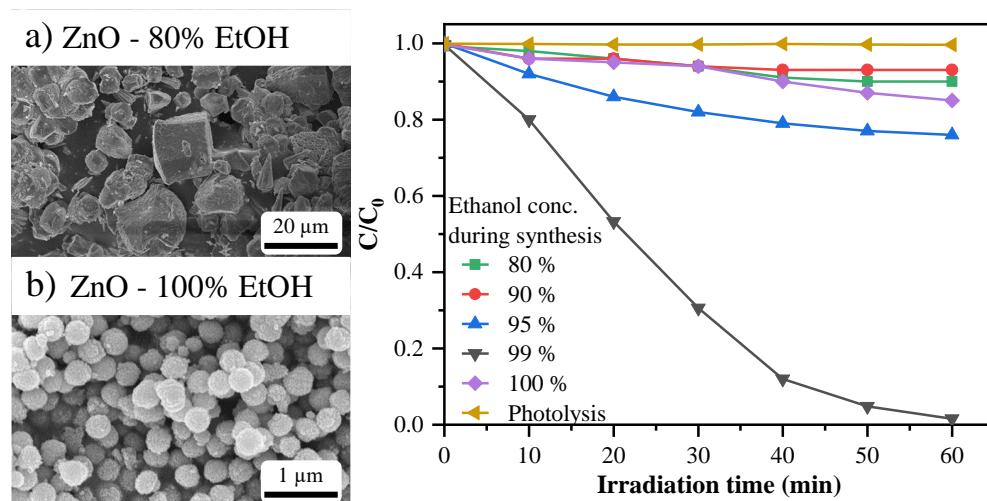 a) ZnO - 80% EtOH
20 µm
b) ZnO - 100% EtOH
1 µm
C/C0
1.0
0.8
0.6
0.4
0.2
0.0
Ethanol conc.
during synthesis
80 %
90 %
95 %
99 %
100 %
Photolysis
0 10 20 30 40 50 60
Irradiation time (min)